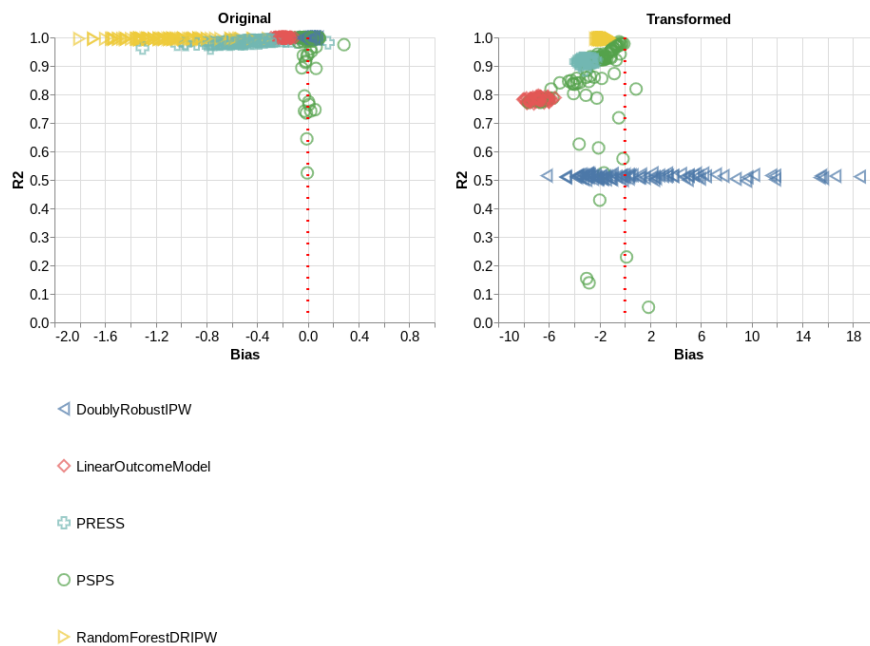 Original
1.0
0.9
0.8
0.7
0.6
0.5
0.4
0.3
0.2
0.1
0.0
R2
-2.0 -1.6 -1.2 -0.8 -0.4 0.0 0.4 0.8
Bias
Transformed
1.0
0.9
0.8
0.7
0.6
0.5
0.4
0.3
0.2
0.1
0.0
R2
-10 -6 -2 2 6 10 14 18
Bias
DoublyRobustIPW
LinearOutcomeModel
PRESS
PSPS
RandomForestDRIPW